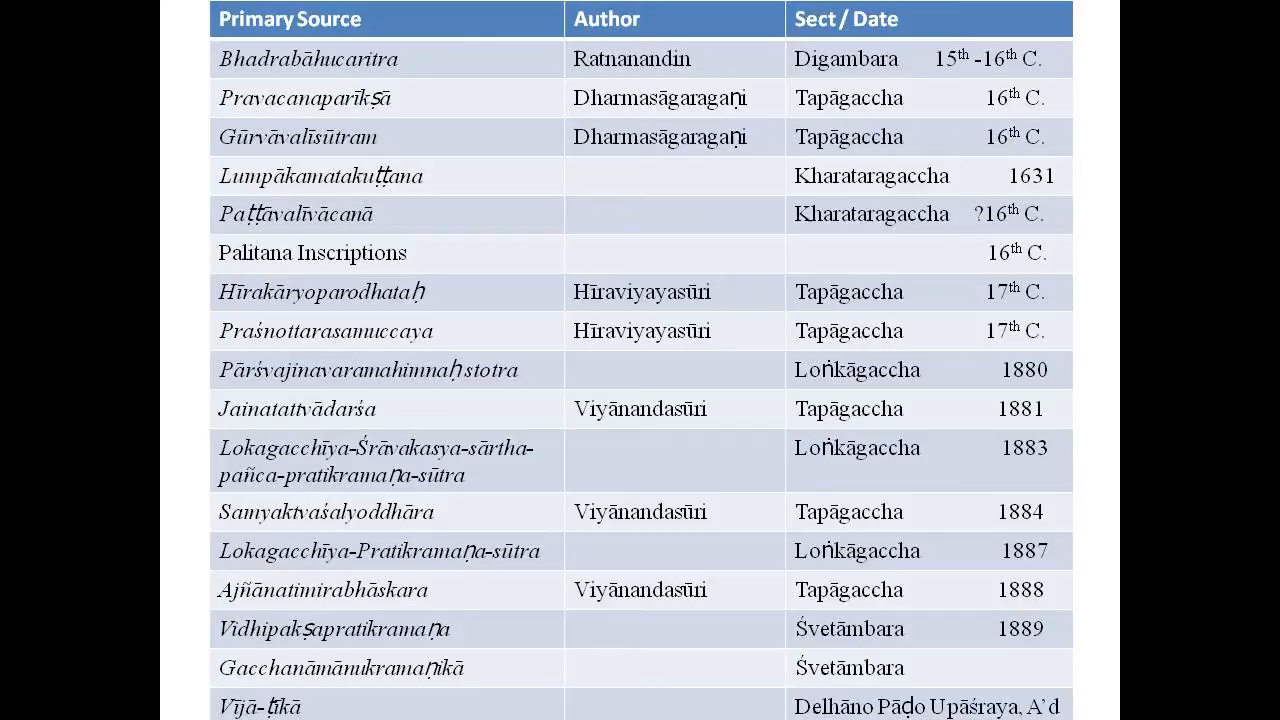 Primary Source Author Sect / Date
Bhadrabāhucaritra Ratnanandin Digambara 15th -16th C.
Pravacanaparīkṣā Dharmasāgaragaṇi Tapāgaccha 16th C.
Gūrvāvalīsūtram Dharmasāgaragaṇi Tapāgaccha 16th C.
Lumpākamatakuṭṭana Kharataragaccha 1631
Paṭṭāvalīvācanā Kharataragaccha ?16th C.
Palitana Inscriptions 16th C.
Hīrakāryoparodhataḥ Hīraviyayasūri Tapāgaccha 17th C.
Praśnottarasamuccaya Hīraviyayasūri Tapāgaccha 17th C.
Pārśvajinavaramahimnaḥ stotra Loṅkāgaccha 1880
Jainatattvādarśa Viyānandasūri Tapāgaccha 1881
Lokagacchīya-Śrāvakasya-sārtha- Loṅkāgaccha 1883
pañca-pratikramaṇa-sūtra
Samyaktvaśalyoddhāra Viyānandasūri Tapāgaccha 1884
Lokagacchīya-Pratikramaṇa-sūtra Loṅkāgaccha 1887
Ajñānatimirabhāskara Viyānandasūri Tapāgaccha 1888
Vidhipakṣapratikramaṇa Śvetāmbara 1889
Gacchanāmānukramaṇikā Śvetāmbara
Vījā-ṭīkā Delhāno Pāḍo Upāśraya, A'd